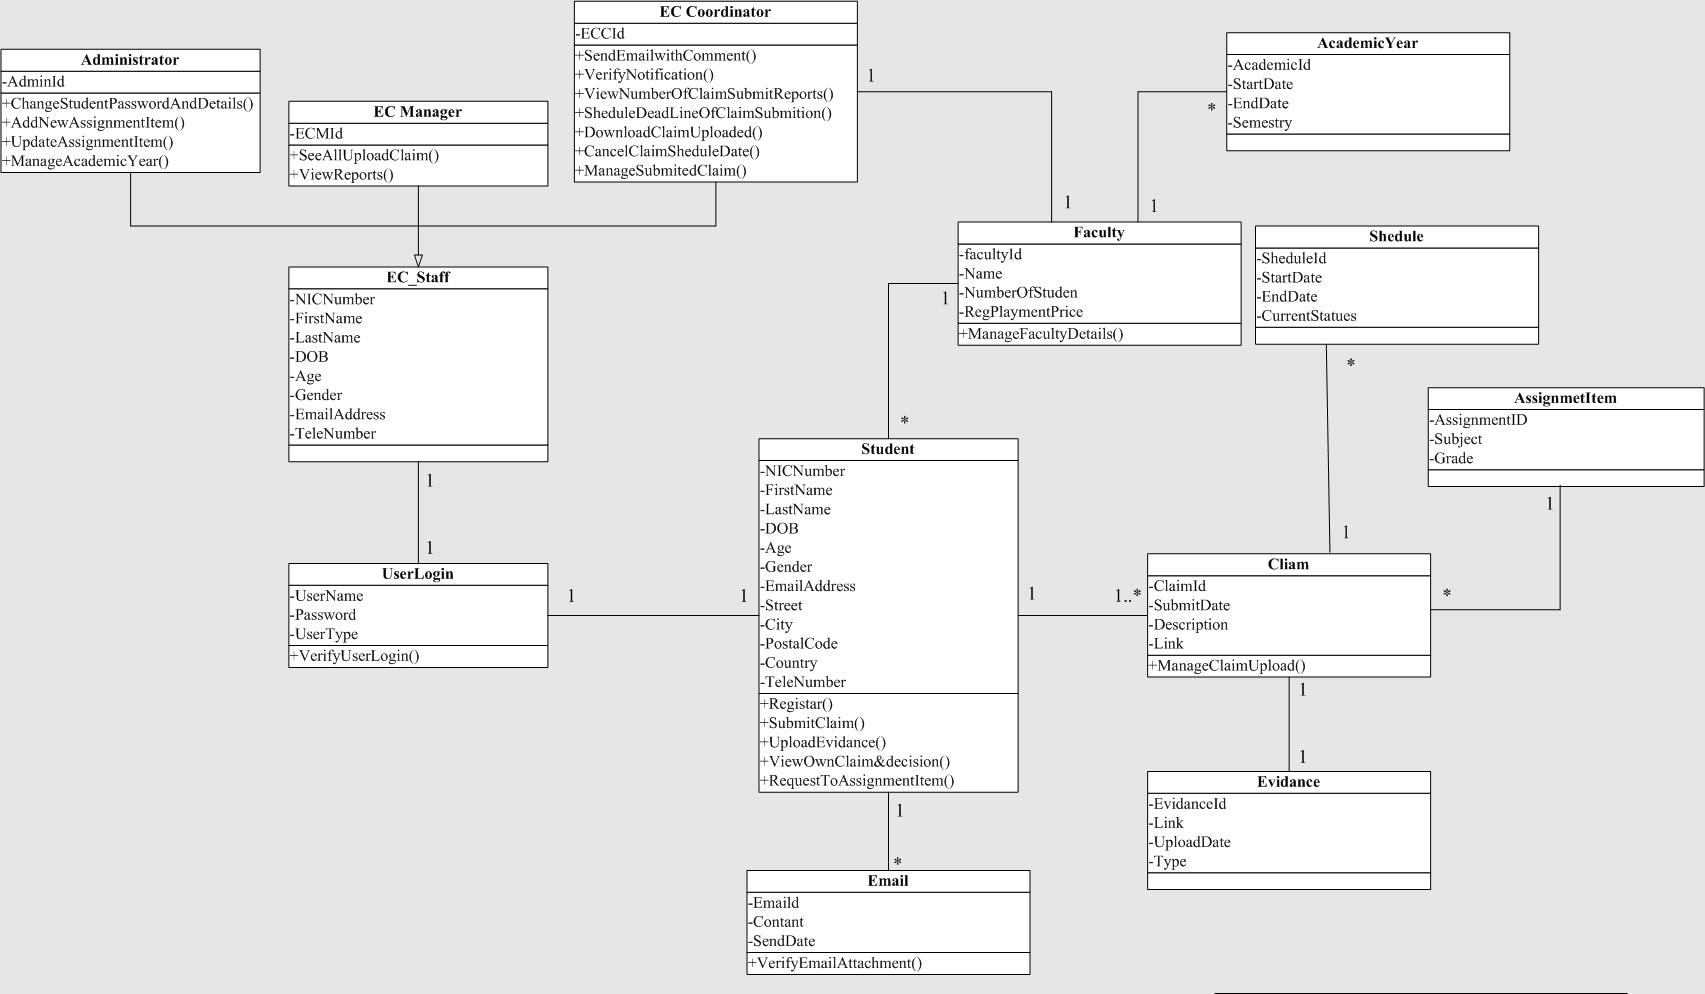 EC Coordinator
-ECCId
+SendEmailwithComment()
+VerifyNotification()
+ViewNumberOfClaimSubmitReports()
+SheduleDeadLineOfClaimSubmition()
+DownloadClaimUploaded()
+CancelClaimSheduleDate()
+ManageSubmitedClaim()
Administrator
-AdminId
+ChangeStudentPasswordAndDetails()
+AddNewAssignmentItem()
+UpdateAssignmentItem()
+ManageAcademicYear()
EC Manager
-ECMId
+SeeAllUploadClaim()
+ViewReports()
AcademicYear
-AcademicId
-StartDate
-EndDate
-Semestry
1
*
1
1
Faculty
-facultyId
-Name
-NumberOfStuden
-RegPlaymentPrice
+ManageFacultyDetails()
Shedule
-SheduleId
-StartDate
-EndDate
-CurrentStatues
EC_Staff
-NICNumber
-FirstName
-LastName
-DOB
-Age
-Gender
-EmailAddress
-TeleNumber
1
*
*
AssignmetItem
-AssignmentID
-Subject
-Grade
1
1
1
1
Student
-NICNumber
-FirstName
-LastName
-DOB
-Age
-Gender
-EmailAddress
-Street
-City
-PostalCode
-Country
-TeleNumber
+Registar()
+SubmitClaim()
+UploadEvidance()
+ViewOwnClaim&decision()
+RequestToAssignmentItem()
UserLogin
-UserName
-Password
-UserType
+VerifyUserLogin()
1
1
1
1..*
*
Cliam
-ClaimId
-SubmitDate
-Description
-Link
+ManageClaimUpload()
1
1
Evidance
-EvidanceId
-Link
-UploadDate
-Type
1
*
Email
-EmaId
-Contant
-SendDate
+VerifyEmailAttachment()